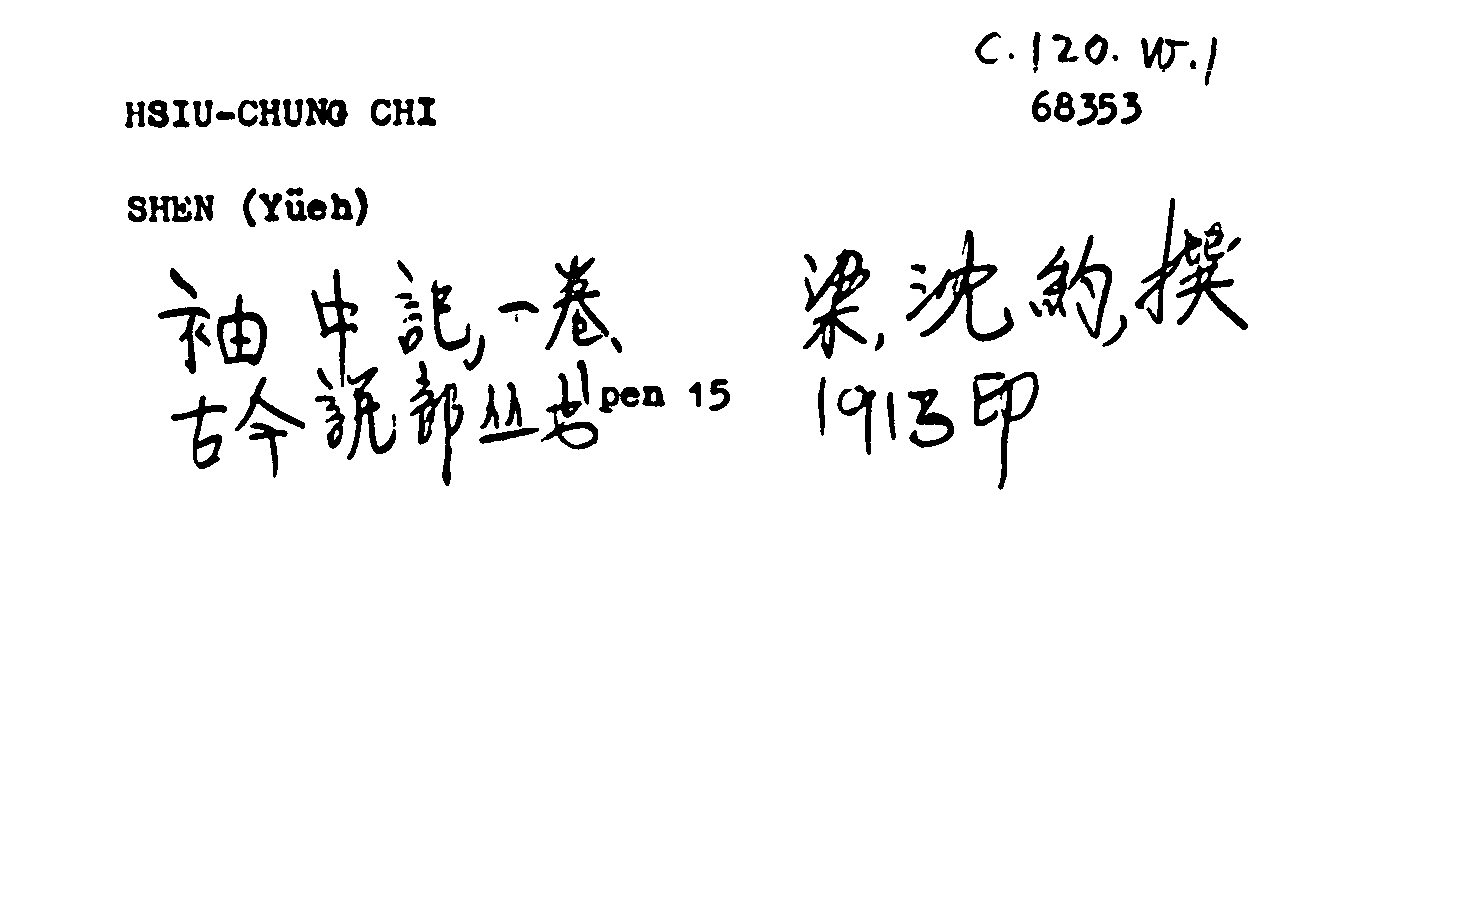 C. 120. W. 1
HSIU-CHUNG CHI
68353
SHEN (Yüeh)
袖中記, 一卷、 梁, 沈約, 撰
古今説部丛书 pen 15 1913印